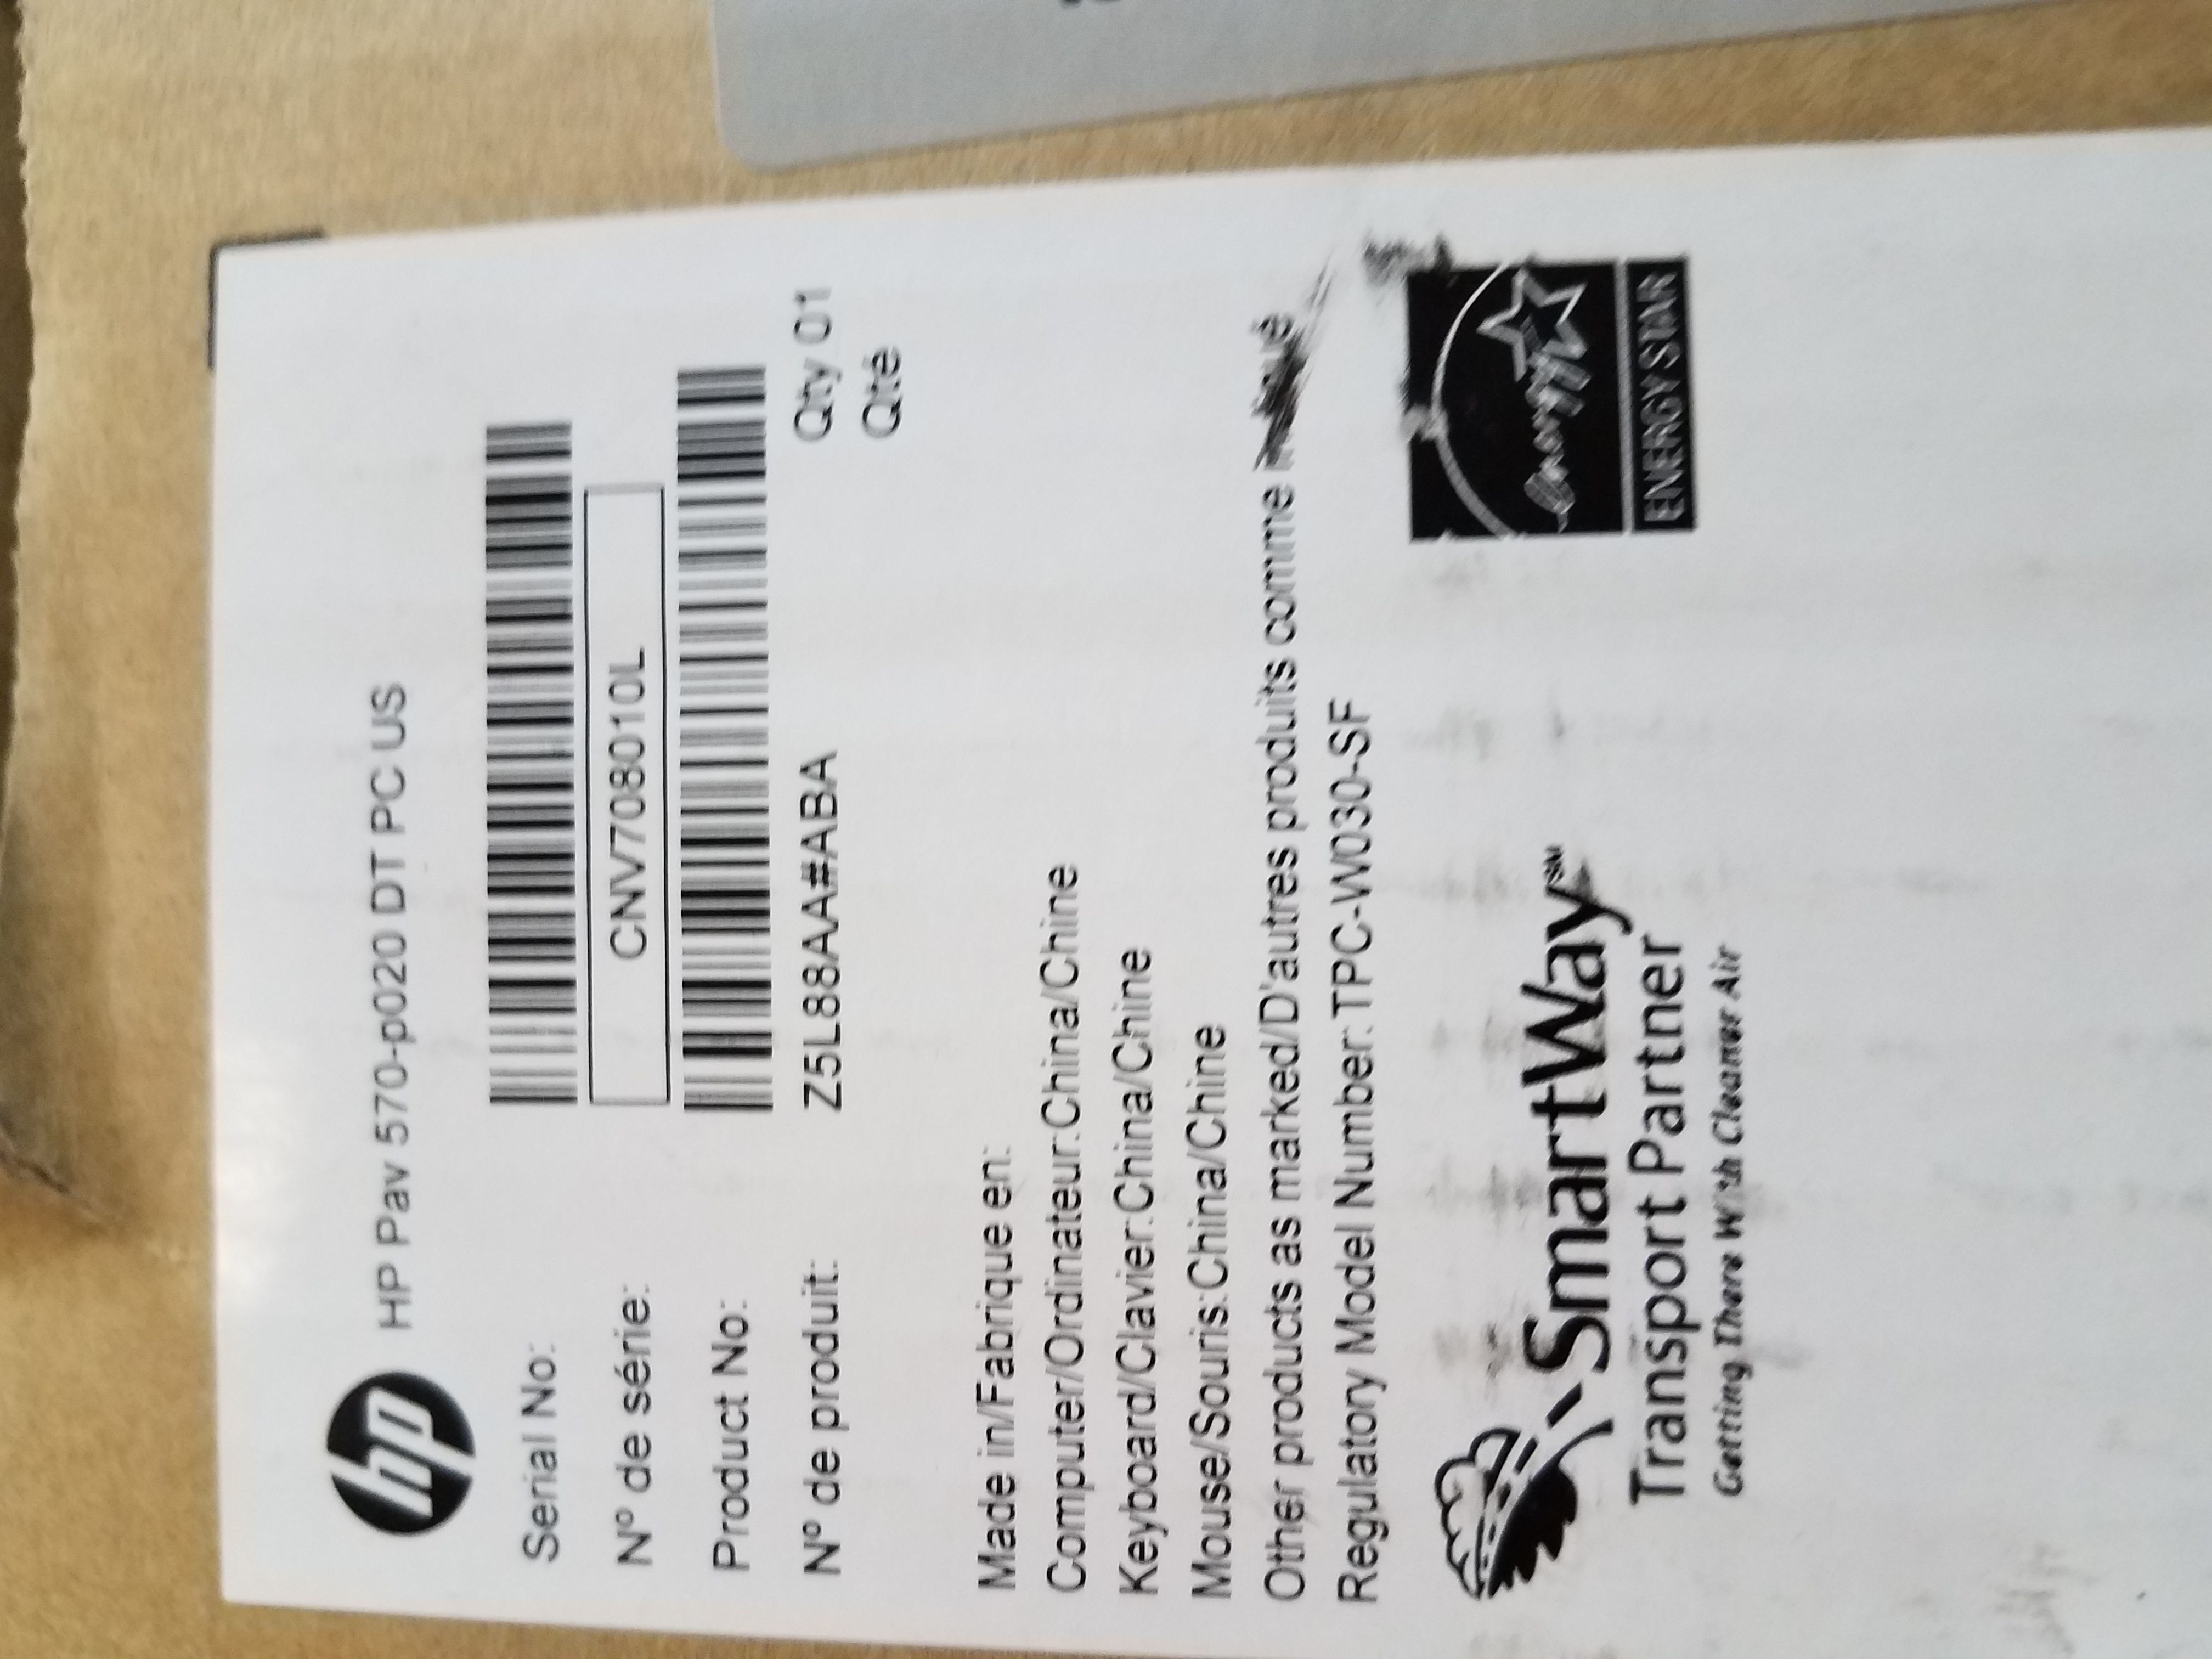 hp HP Pav 570-p020 DT PC US
Serial No:
N° de série: CNV708010L
Product No:
N° de produit: Z5L88AA#ABA Qty 01
Qté
Made in/Fabrique en:
Computer/Ordinateur:China/Chine
Keyboard/Clavier:China/Chine
Mouse/Souris:China/Chine
Other products as marked/D'autres produits comme
Regulatory Model Number: TPC-W030-SF
SmartWay℠
Transport Partner
Getting There With Cleaner Air
energy
ENERGY STAR